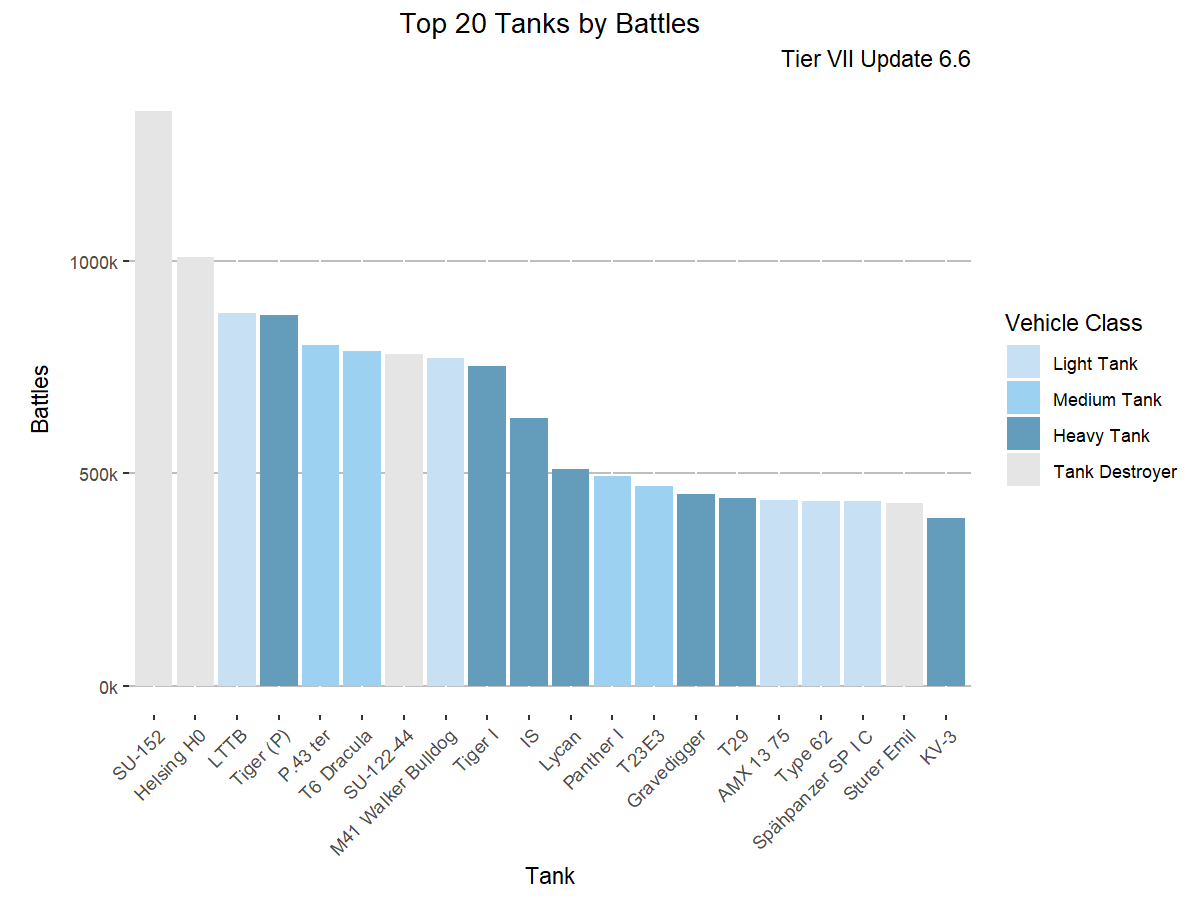 Top 20 Tanks by Battles
Tier VII Update 6.6
Battles
1000k
500k
0k
SU-152
Helsing H0
LTTB
Tiger (P)
P.43 ter
T6 Dracula
SU-122-44
M41 Walker Bulldog
Tiger I
IS
Lycan
Panther I
T23E3
Gravedigger
T29
AMX 13 75
Type 62
Spähpanzer SP I C
Sturer Emil
KV-3
Tank
Vehicle Class
Light Tank
Medium Tank
Heavy Tank
Tank Destroyer